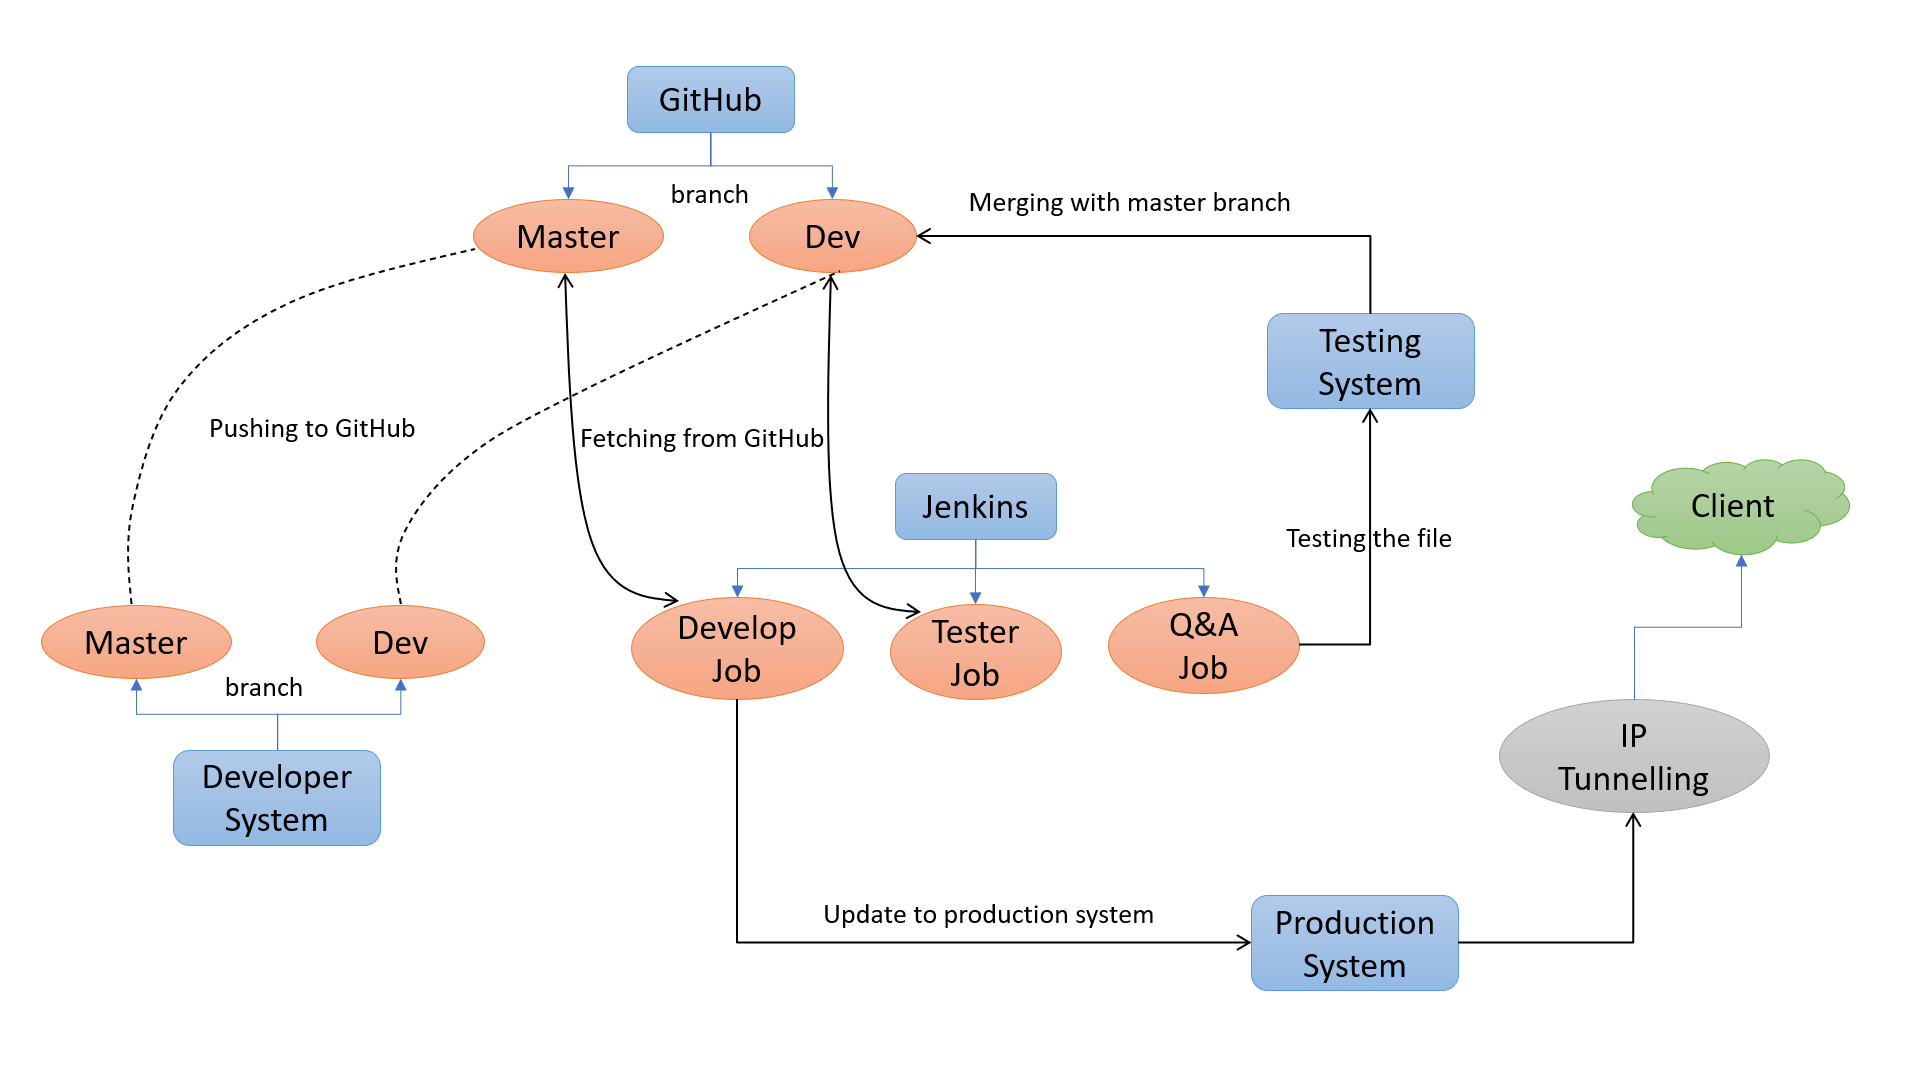 GitHub
branch
Master
Dev
Merging with master branch
Testing
System
Pushing to GitHub
Fetching from GitHub
Jenkins
Testing the file
Client
Master
Dev
branch
Develop
Job
Tester
Job
Q&A
Job
Developer
System
IP
Tunnelling
Update to production system
Production
System